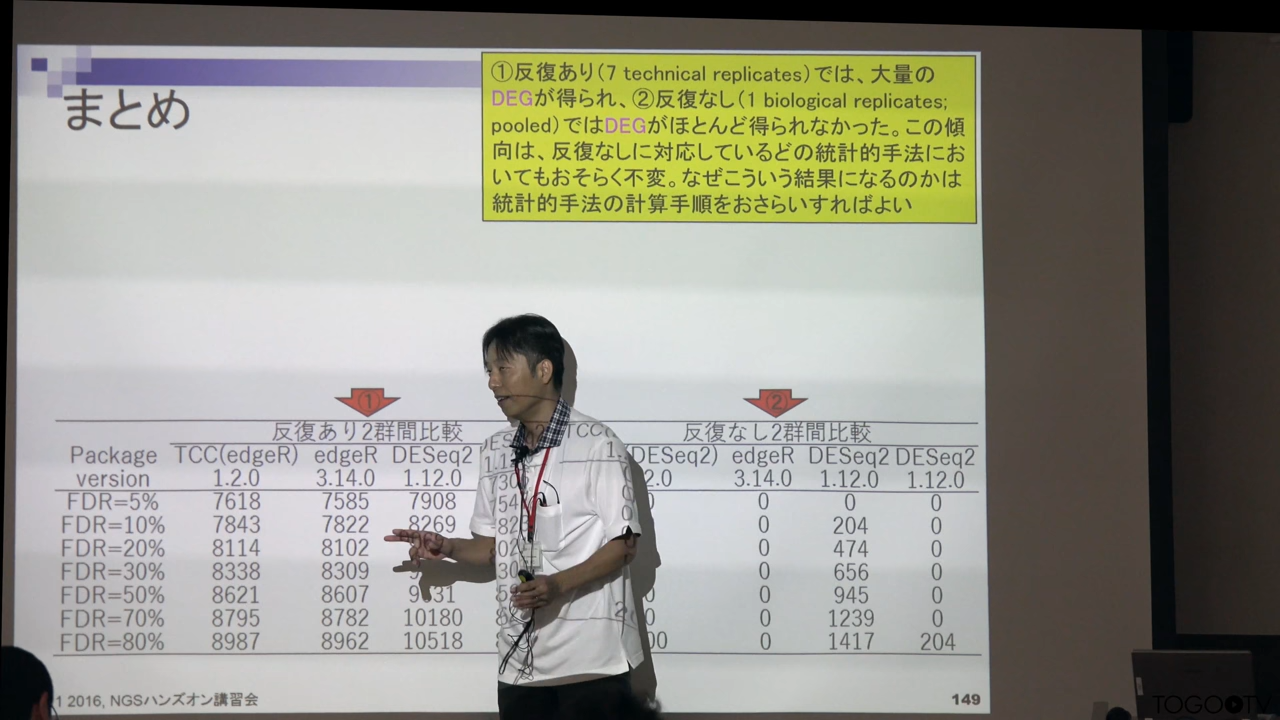 まとめ
①反復あり（7 technical replicates）では、大量の
DEGが得られ、②反復なし（1 biological replicates;
pooled）ではDEGがほとんど得られなかった。この傾
向は、反復なしに対応しているどの統計的手法にお
いてもおそらく不変。なぜこういう結果になるのかは
統計的手法の計算手順をおさらいすればよい
① ②
反復あり2群間比較 反復なし2群間比較
Package TCC(edgeR) edgeR DESeq2 DESeq2) edgeR DESeq2 DESeq2
version 1.2.0 3.14.0 1.12.0 2.0 3.14.0 1.12.0 1.12.0
FDR=5% 7618 7585 7908 0 0 0
FDR=10% 7843 7822 8269 0 204 0
FDR=20% 8114 8102 0 474 0
FDR=30% 8338 8309 0 656 0
FDR=50% 8621 8607 0 945 0
FDR=70% 8795 8782 10180 0 1239 0
FDR=80% 8987 8962 10518 0 1417 204
1 2016, NGSハンズオン講習会
149
TOGOTV